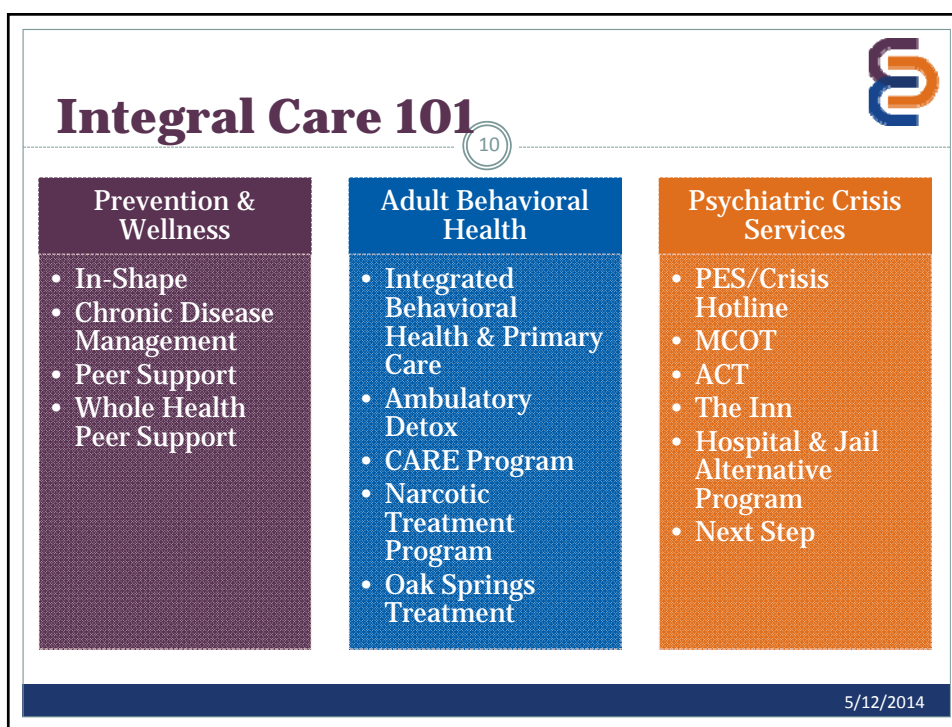 Integral Care 101
10
Prevention &
Wellness
• In-Shape
• Chronic Disease
Management
• Peer Support
• Whole Health
Peer Support
Adult Behavioral
Health
• Integrated
Behavioral
Health & Primary
Care
• Ambulatory
Detox
• CARE Program
• Narcotic
Treatment
Program
• Oak Springs
Treatment
Psychiatric Crisis
Services
• PES/Crisis
Hotline
• MCOT
• ACT
• The Inn
• Hospital & Jail
Alternative
Program
• Next Step
5/12/2014